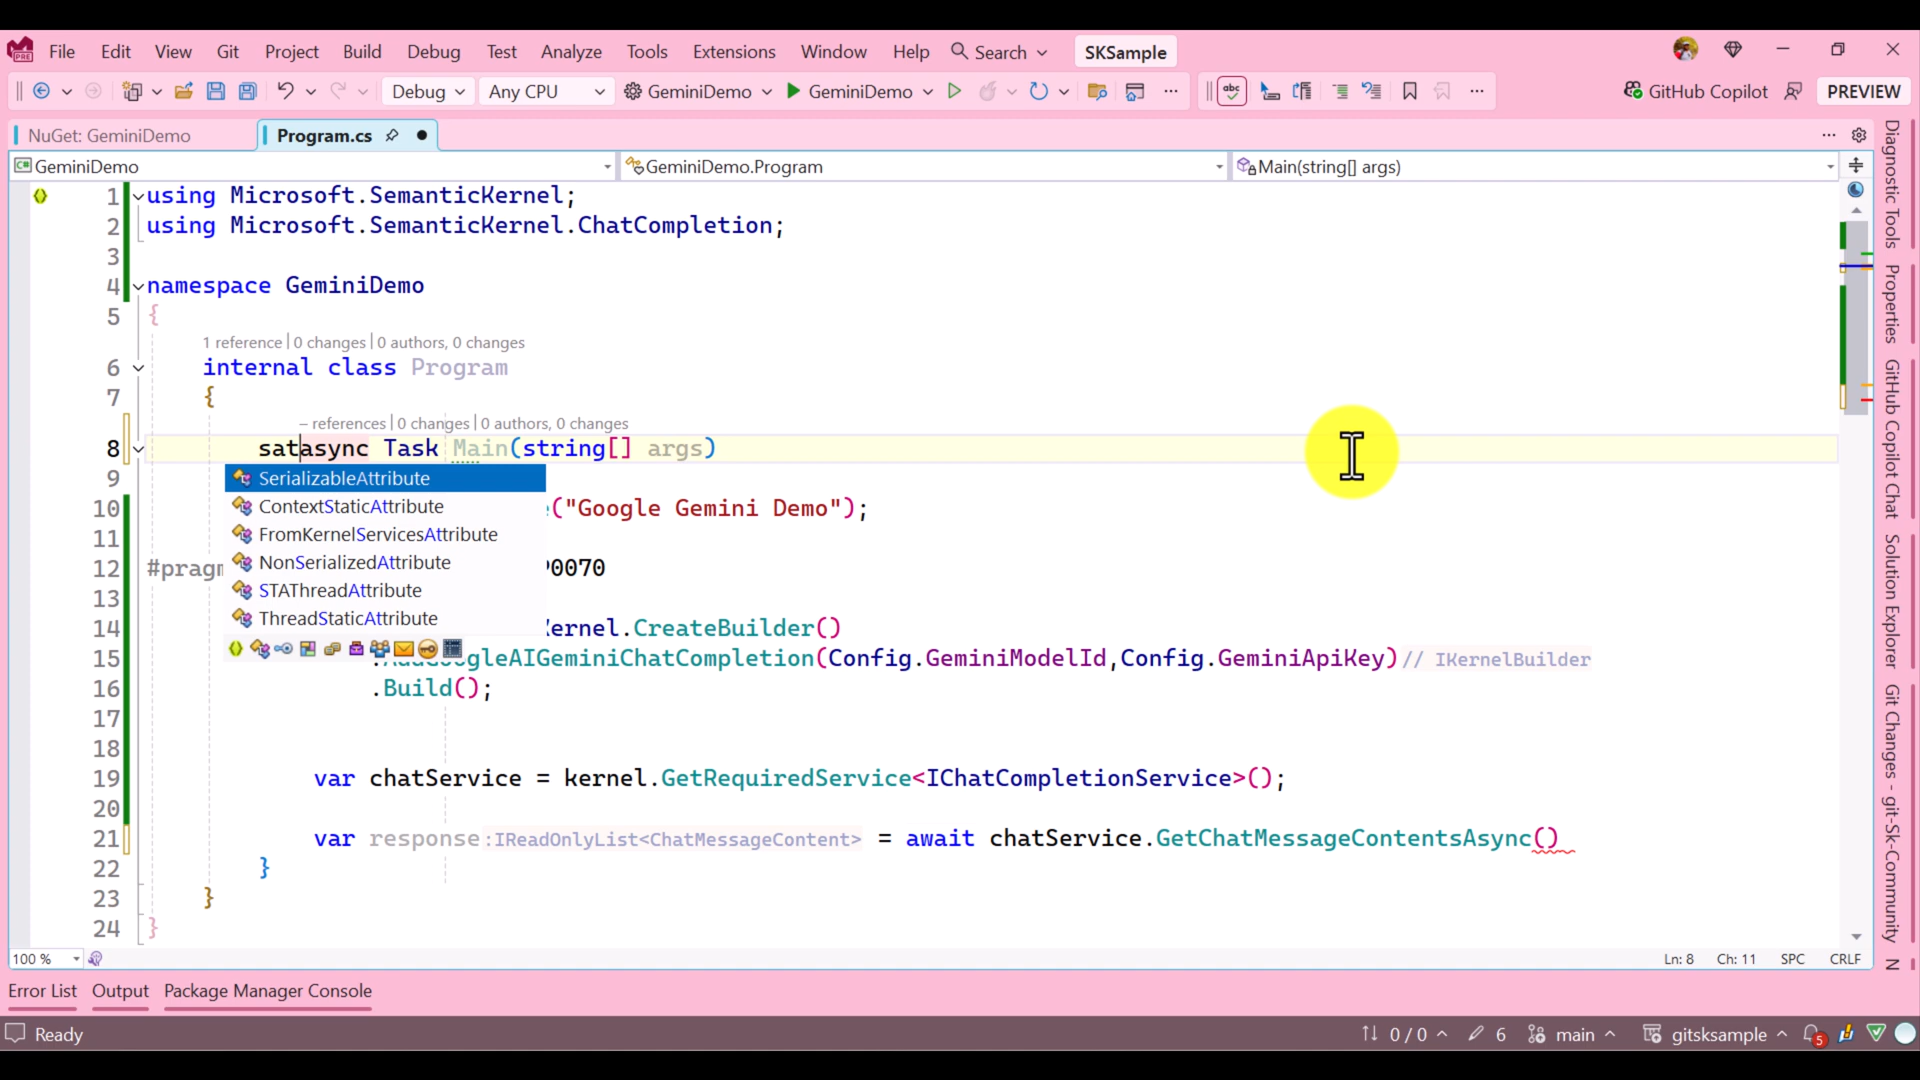 File Edit View Git Project Build Debug Test Analyze Tools Extensions Window Help Search SKSample
Debug Any CPU GeminiDemo GeminiDemo GitHub Copilot PREVIEW
NuGet: GeminiDemo Program.cs
GeminiDemo GeminiDemo.Program Main(string[] args)
1 using Microsoft.SemanticKernel;
2 using Microsoft.SemanticKernel.ChatCompletion;
3
4 namespace GeminiDemo
5 {
1 reference | 0 changes | 0 authors, 0 changes
6 internal class Program
7 {
– references | 0 changes | 0 authors, 0 changes
8 satasync Task Main(string[] args)
9 SerializableAttribute
ContextStaticAttribute
10 ("Google Gemini Demo");
11 FromKernelServicesAttribute
NonSerializedAttribute
12 #pragm 0070
13 STAThreadAttribute
ThreadStaticAttribute
14 ernel.CreateBuilder()
15 .AddGoogleAIGeminiChatCompletion(Config.GeminiModelId,Config.GeminiApiKey)// IKernelBuilder
16 .Build();
17
18
19 var chatService = kernel.GetRequiredService<IChatCompletionService>();
20
21 var response:IReadOnlyList<ChatMessageContent> = await chatService.GetChatMessageContentsAsync()
22 }
23 }
24 }
100 % Ln: 8 Ch: 11 SPC CRLF
Error List Output Package Manager Console
Ready 0 / 0 6 main gitsksample 5
Diagnostic Tools
Properties
GitHub Copilot Chat
Solution Explorer
Git Changes - git-Sk-Community
N
PRE
abc